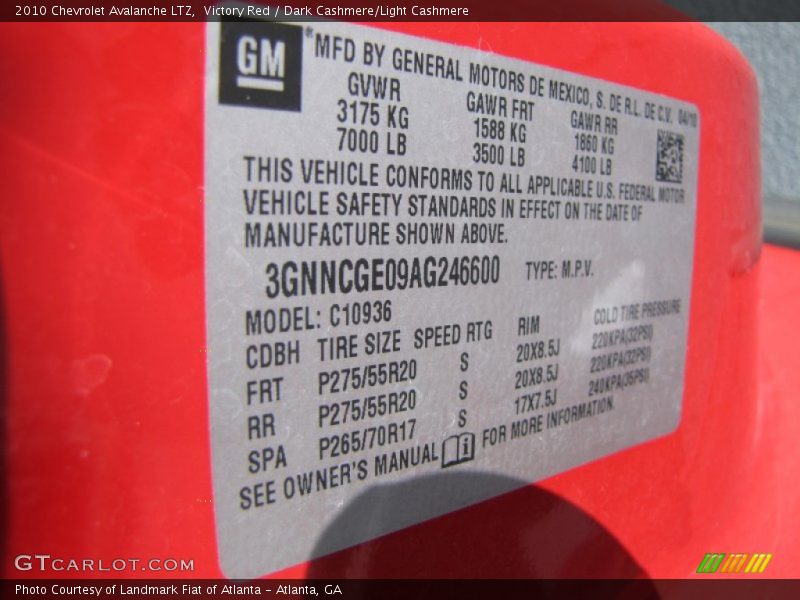 2010 Chevrolet Avalanche LTZ, Victory Red / Dark Cashmere/Light Cashmere
GM ® MFD BY GENERAL MOTORS DE MEXICO, S. DE R.L. DE C.V. 04/10
GVWR GAWR FRT GAWR RR
3175 KG 1588 KG 1860 KG
7000 LB 3500 LB 4100 LB
THIS VEHICLE CONFORMS TO ALL APPLICABLE U.S. FEDERAL MOTOR
VEHICLE SAFETY STANDARDS IN EFFECT ON THE DATE OF
MANUFACTURE SHOWN ABOVE.
3GNNCGE09AG246600 TYPE: M.P.V.
MODEL: C10936
CDBH TIRE SIZE SPEED RTG RIM COLD TIRE PRESSURE
FRT P275/55R20 S 20X8.5J 220KPA(32PSI)
RR P275/55R20 S 20X8.5J 220KPA(32PSI)
SPA P265/70R17 S 17X7.5J 240KPA(35PSI)
SEE OWNER'S MANUAL i FOR MORE INFORMATION.
GTCARLOT.COM
Photo Courtesy of Landmark Fiat of Atlanta - Atlanta, GA